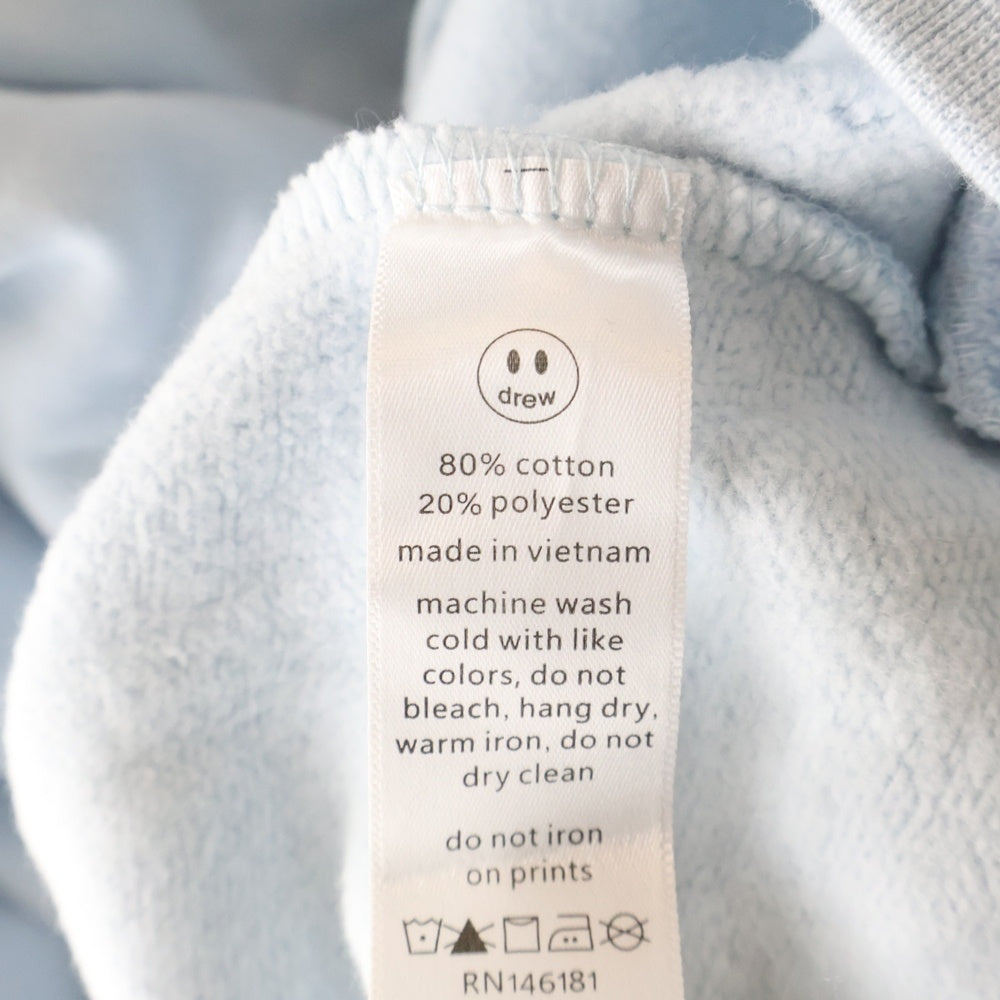 drew
80% cotton
20% polyester
made in vietnam
machine wash
cold with like
colors, do not
bleach, hang dry,
warm iron, do not
dry clean
do not iron
on prints
RN146181